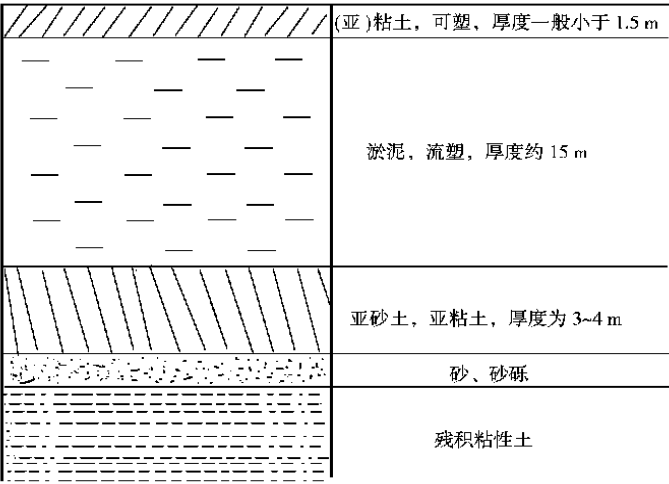 (亚)粘土，可塑，厚度一般小于 1.5 m
淤泥，流塑，厚度约 15 m
亚砂土，亚粘土，厚度为 3~4 m
砂、砂砾
残积粘性土